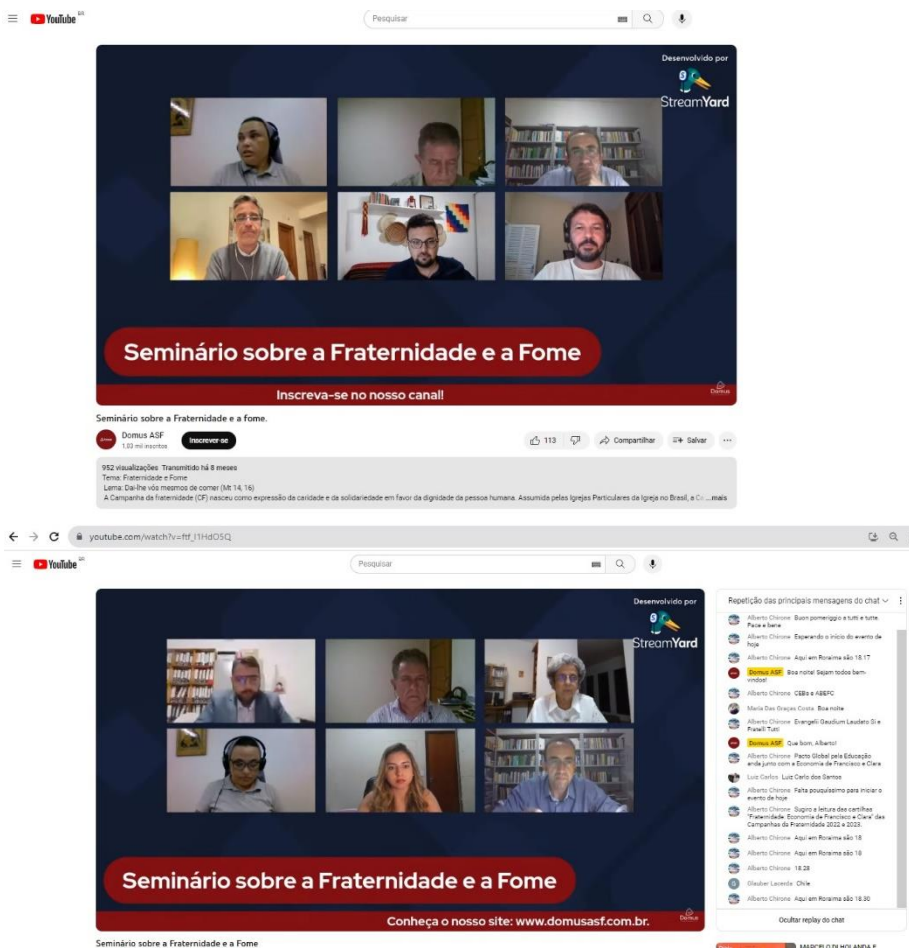 YouTube BR
Pesquisar
Desenvolvido por
StreamYard
Seminário sobre a Fraternidade e a Fome
Inscreva-se no nosso canal!
Domus
Seminário sobre a Fraternidade e a fome.
Domus ASF
1,03 mil inscritos
Inscrever-se
113
Compartilhar
Salvar
952 visualizações Transmitido há 8 meses
Tema: Fraternidade e Fome
Lema: Dai-lhe vós mesmos de comer (Mt 14, 16)
A Campanha da fraternidade (CF) nasceu como expressão da caridade e da solidariedade em favor da dignidade da pessoa humana. Assumida pelas Igrejas Particulares da Igreja no Brasil, a ...mais
youtube.com/watch?v=ftf_I1HdOSQ
YouTube BR
Pesquisar
Desenvolvido por
StreamYard
Seminário sobre a Fraternidade e a Fome
Conheça o nosso site: www.domusasf.com.br.
Domus
Seminário sobre a Fraternidade e a Fome
Repetição das principais mensagens do chat
Alberto Chirone Buon pomeriggio a tutti e tutte.
Pace e bene
Alberto Chirone Esperando o início do evento de
hoje
Alberto Chirone Aqui em Roraima são 18.17
Domus ASF Boa noite! Sejam todos bem-
vindos!
Alberto Chirone CEBs e ABEFC
Maria Das Graças Costa Boa noite
Alberto Chirone Evangelii Gaudium Laudato Si e
Fratelli Tutti
Domus ASF Que bom, Alberto!
Alberto Chirone Pacto Global pela Educação
anda junto com a Economia de Francisco e Clara
Luiz Carlos Luiz Carlo dos Santos
Alberto Chirone Falta pouquíssimo para iniciar o
evento de hoje
Alberto Chirone Sugiro a leitura das cartilhas
"Fraternidade: Economia de Francisco e Clara" das
Campanhas da Fraternidade 2022 e 2023.
Alberto Chirone Aqui em Roraima são 18
Alberto Chirone Aqui em Roraima são 18
Alberto Chirone 18.28
Glauber Lacerda Chile
Alberto Chirone Aqui em Roraima são 18.30
Ocultar replay do chat
MARCELO DI HOLANDA E